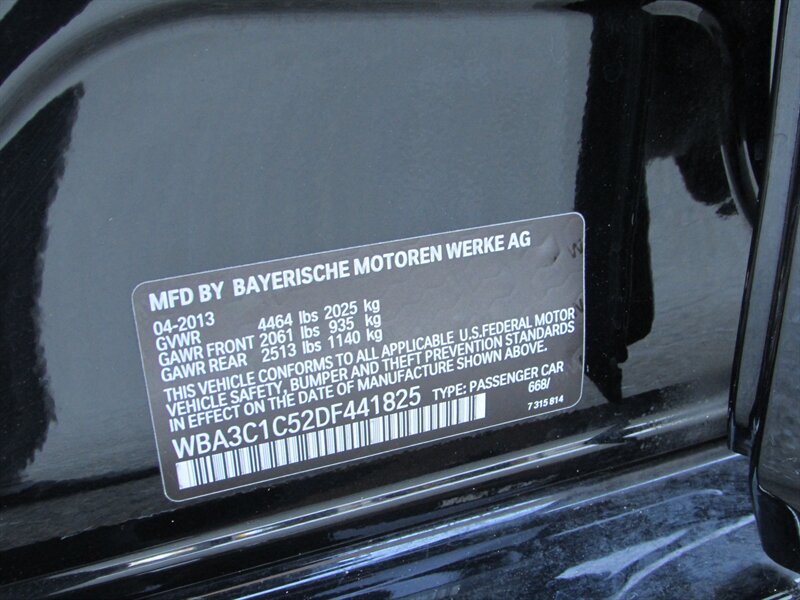 MFD BY BAYERISCHE MOTOREN WERKE AG
04-2013
GVWR 4464 lbs 2025 kg
GAWR FRONT 2061 lbs 935 kg
GAWR REAR 2513 lbs 1140 kg
THIS VEHICLE CONFORMS TO ALL APPLICABLE U.S.FEDERAL MOTOR
VEHICLE SAFETY, BUMPER AND THEFT PREVENTION STANDARDS
IN EFFECT ON THE DATE OF MANUFACTURE SHOWN ABOVE.
WBA3C1C52DF441825 TYPE: PASSENGER CAR
668/
7 315 814